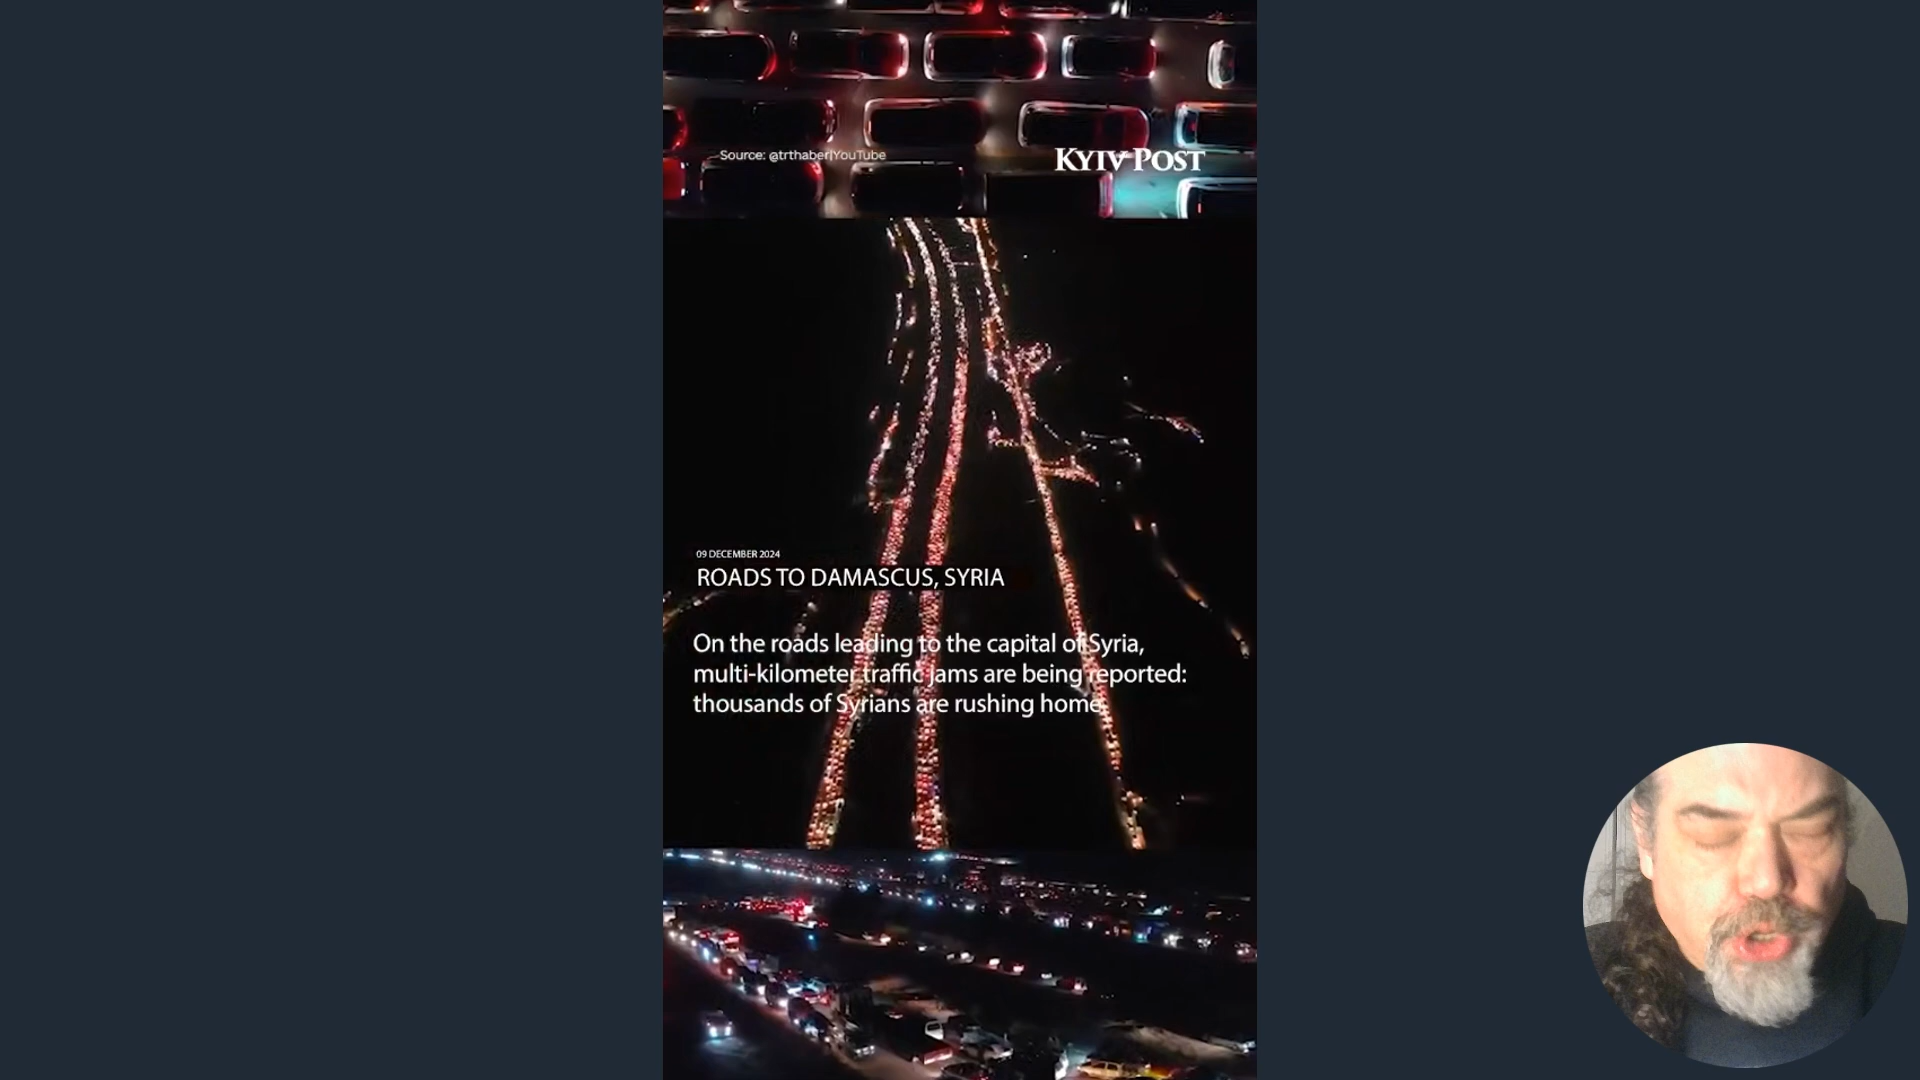 Source: @trthaber|YouTube
KYIV POST
09 DECEMBER 2024
ROADS TO DAMASCUS, SYRIA
On the roads leading to the capital of Syria,
multi-kilometer traffic jams are being reported:
thousands of Syrians are rushing home.